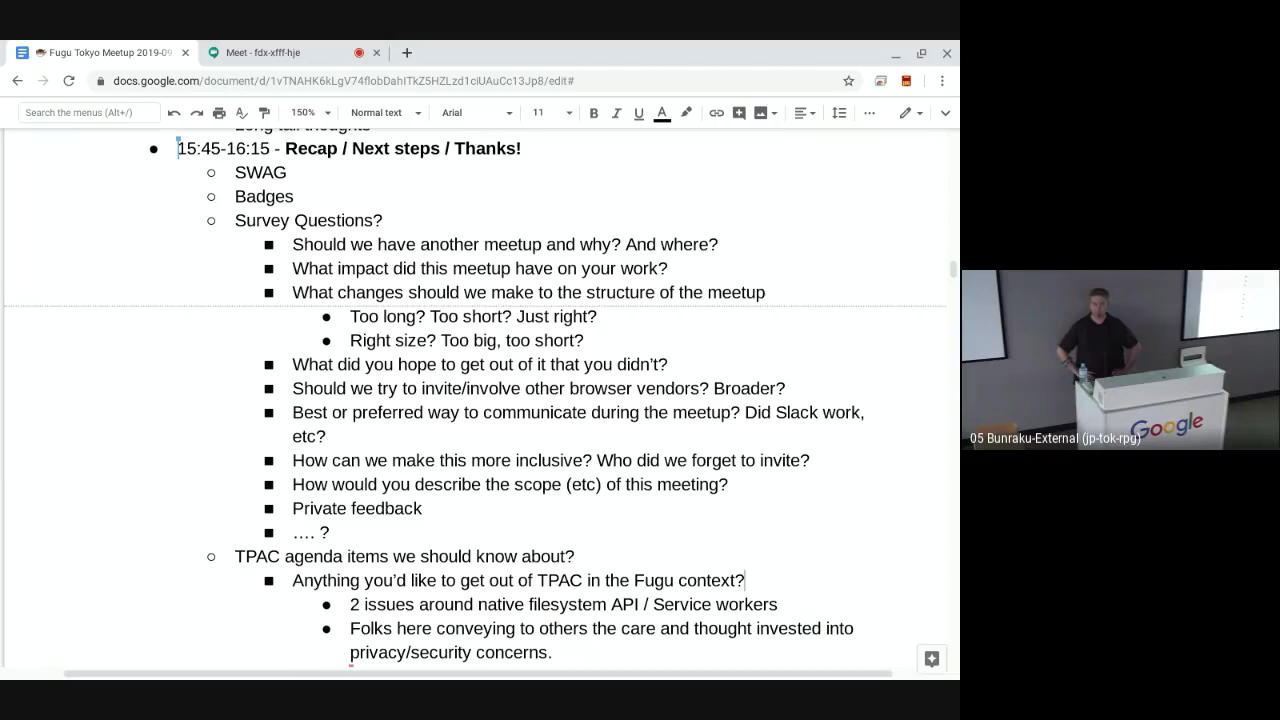 Fugu Tokyo Meetup 2019-09
Meet - fdx-xfff-hje
docs.google.com/document/d/1vTNAHK6kLgV74flobDahITkZ5HZLzd1ciUAuCc13Jp8/edit#
Search the menus (Alt+/)
150%
Normal text
Arial
11
Long tail thoughts
● 15:45-16:15 - Recap / Next steps / Thanks!
○ SWAG
○ Badges
○ Survey Questions?
■ Should we have another meetup and why? And where?
■ What impact did this meetup have on your work?
■ What changes should we make to the structure of the meetup
● Too long? Too short? Just right?
● Right size? Too big, too short?
■ What did you hope to get out of it that you didn’t?
■ Should we try to invite/involve other browser vendors? Broader?
■ Best or preferred way to communicate during the meetup? Did Slack work,
etc?
■ How can we make this more inclusive? Who did we forget to invite?
■ How would you describe the scope (etc) of this meeting?
■ Private feedback
■ …. ?
○ TPAC agenda items we should know about?
■ Anything you’d like to get out of TPAC in the Fugu context?
● 2 issues around native filesystem API / Service workers
● Folks here conveying to others the care and thought invested into
privacy/security concerns.
Google
05 Bunraku-External (jp-tok-rpg)